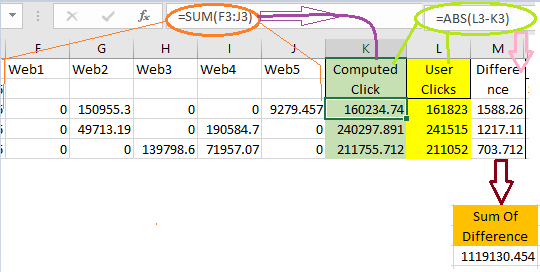 fx =SUM(F3:J3) =ABS(L3-K3)
F G H I J K L M
Web1 Web2 Web3 Web4 Web5 Computed Click User Clicks Differe nce
0 150955.3 0 0 9279.457 160234.74 161823 1588.26
0 49713.19 0 190584.7 0 240297.891 241515 1217.11
0 0 139798.6 71957.07 0 211755.712 211052 703.712
Sum Of
Difference
1119130.454